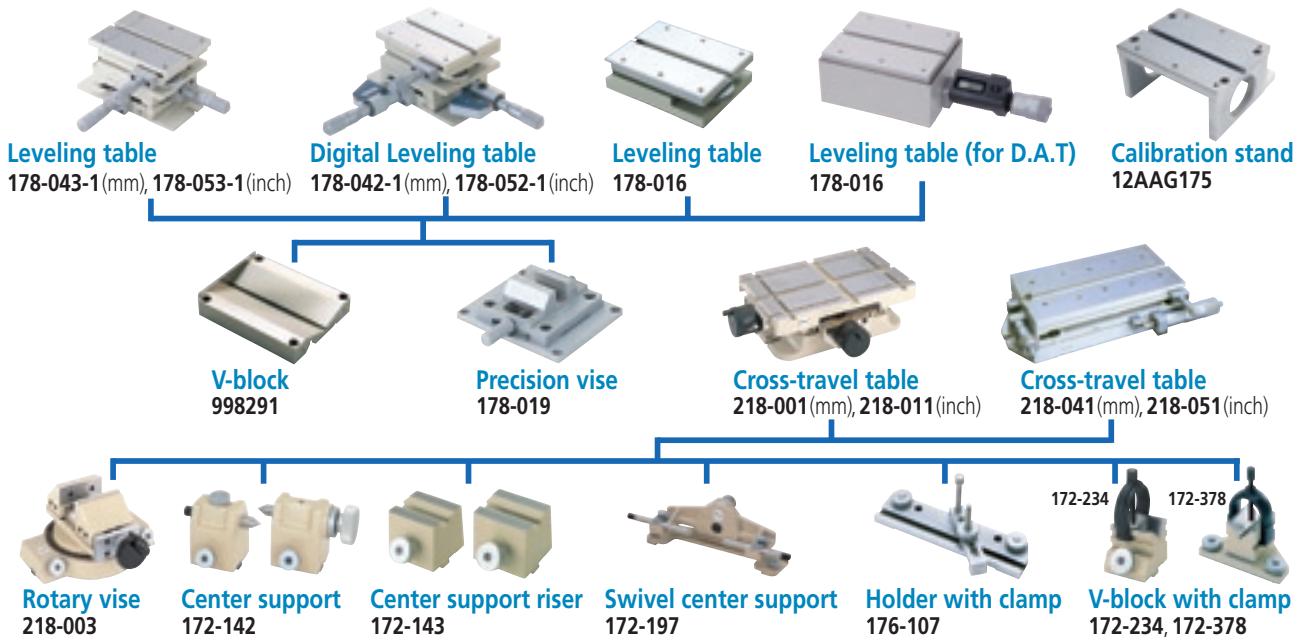 Leveling table
178-043-1(mm), 178-053-1(inch)
Digital Leveling table
178-042-1(mm), 178-052-1(inch)
Leveling table
178-016
Leveling table (for D.A.T)
178-016
Calibration stand
12AAG175
V-block
998291
Precision vise
178-019
Cross-travel table
218-001(mm), 218-011(inch)
Cross-travel table
218-041(mm), 218-051(inch)
Rotary vise
218-003
Center support
172-142
Center support riser
172-143
Swivel center support
172-197
Holder with clamp
176-107
172-234
172-378
V-block with clamp
172-234, 172-378